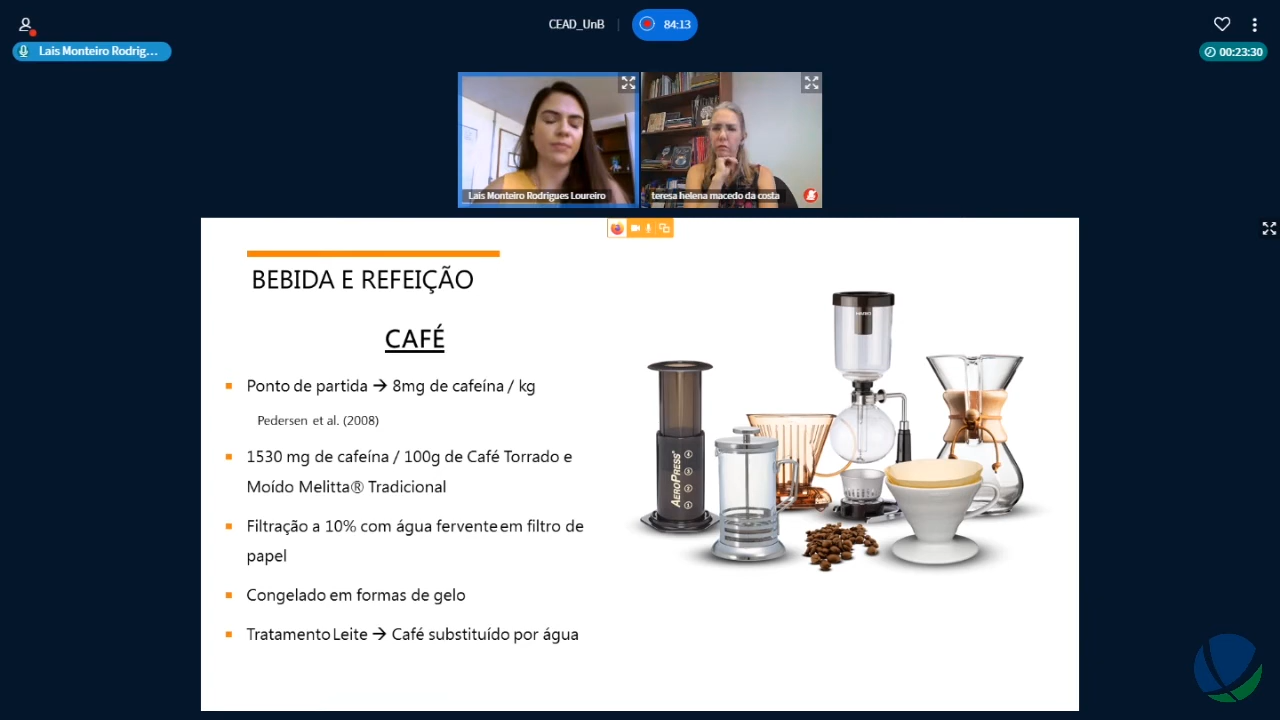 CEAD_UnB
84:13
Lais Monteiro Rodrig...
00:23:30
Lais Monteiro Rodrigues Loureiro
teresa helena macedo da costa
BEBIDA E REFEIÇÃO
CAFÉ
Ponto de partida → 8mg de cafeína / kg
Pedersen et al. (2008)
1530 mg de cafeína / 100g de Café Torrado e
Moído Melitta® Tradicional
Filtração a 10% com água fervente em filtro de
papel
Congelado em formas de gelo
Tratamento Leite → Café substituído por água
HARIO
AEROPRESS